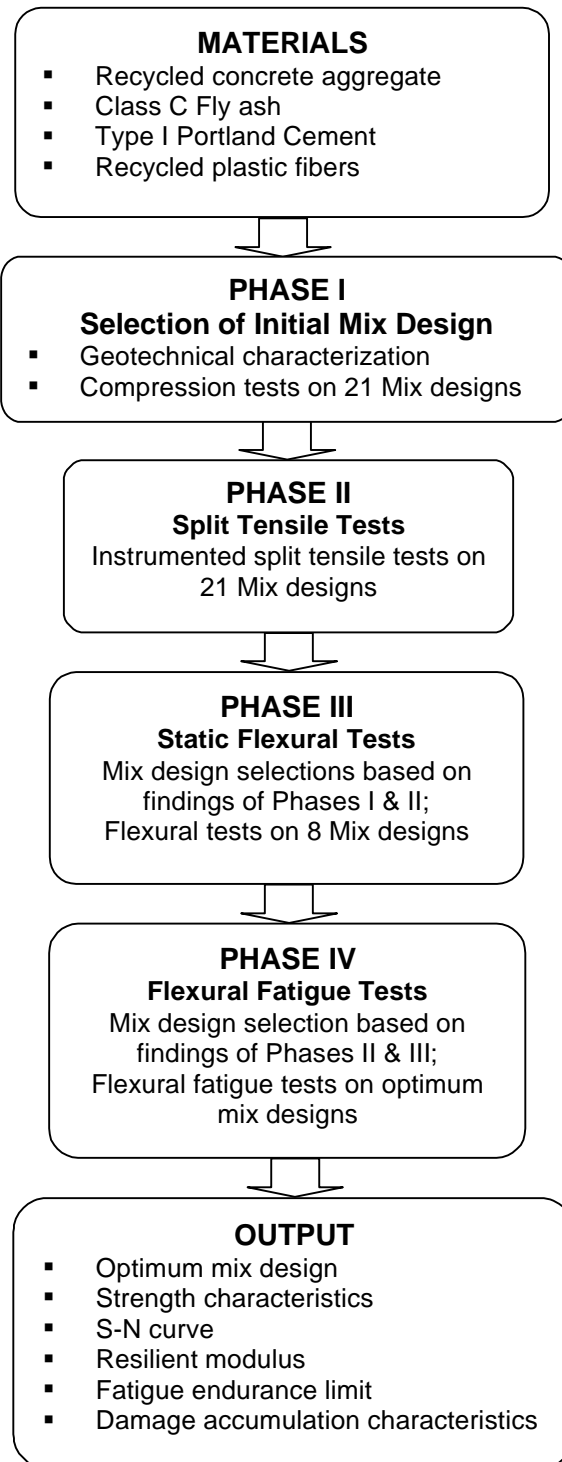 MATERIALS
▪ Recycled concrete aggregate
▪ Class C Fly ash
▪ Type I Portland Cement
▪ Recycled plastic fibers
PHASE I
Selection of Initial Mix Design
▪ Geotechnical characterization
▪ Compression tests on 21 Mix designs
PHASE II
Split Tensile Tests
Instrumented split tensile tests on
21 Mix designs
PHASE III
Static Flexural Tests
Mix design selections based on
findings of Phases I & II;
Flexural tests on 8 Mix designs
PHASE IV
Flexural Fatigue Tests
Mix design selection based on
findings of Phases II & III;
Flexural fatigue tests on optimum
mix designs
OUTPUT
▪ Optimum mix design
▪ Strength characteristics
▪ S-N curve
▪ Resilient modulus
▪ Fatigue endurance limit
▪ Damage accumulation characteristics